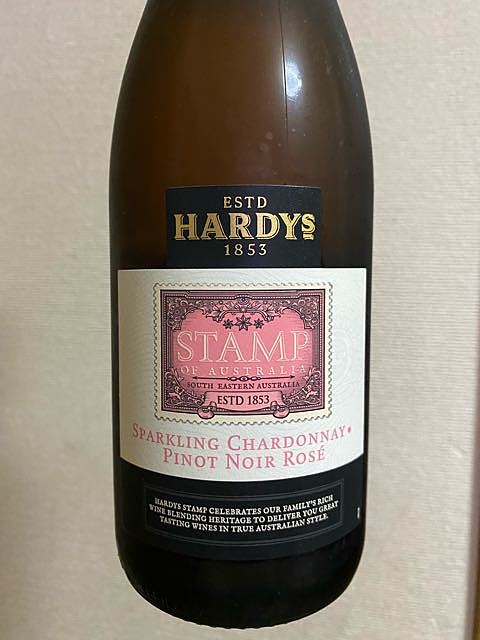 ESTD
HARDYS
1853
STAMP
OF AUSTRALIA
SOUTH EASTERN AUSTRALIA
ESTD 1853
SPARKLING CHARDONNAY•
PINOT NOIR ROSÉ
HARDYS STAMP CELEBRATES OUR FAMILY'S RICH
WINE BLENDING HERITAGE TO DELIVER YOU GREAT
TASTING WINES IN TRUE AUSTRALIAN STYLE.